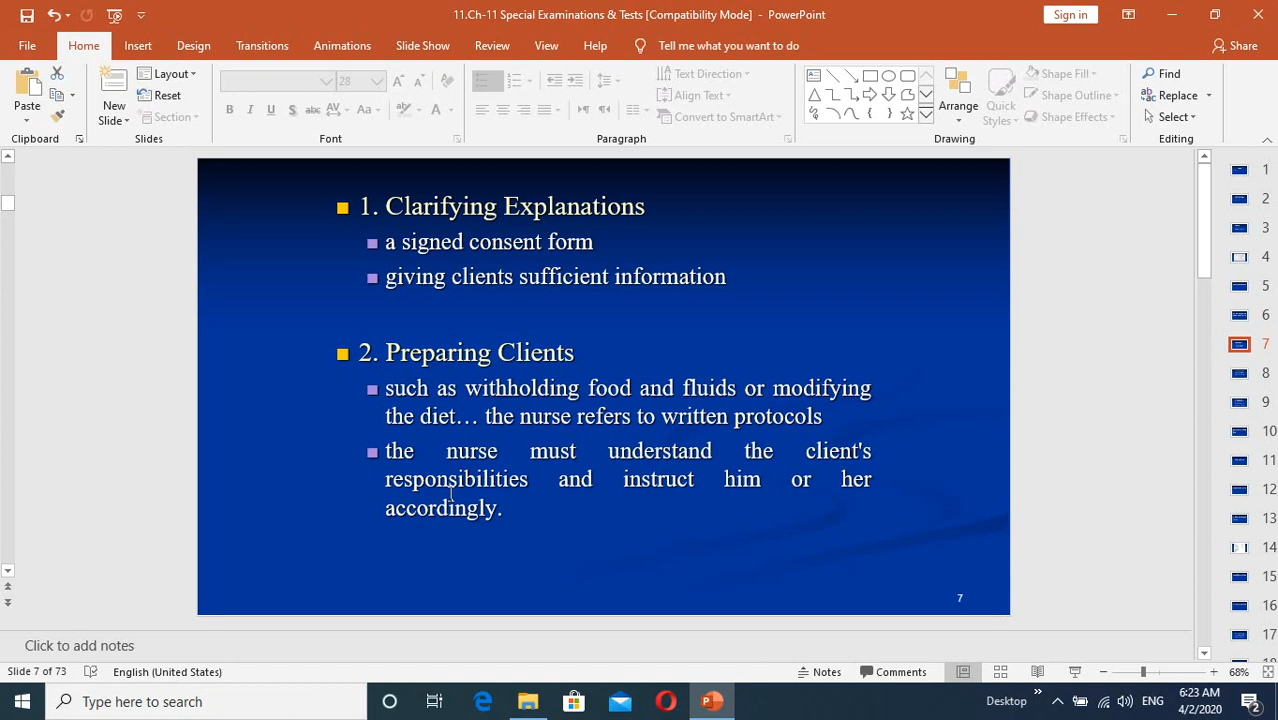 11.Ch-11 Special Examinations & Tests [Compatibility Mode] - PowerPoint
Sign in
File Home Insert Design Transitions Animations Slide Show Review View Help Tell me what you want to do Share
Paste
Clipboard
New Slide
Layout
Reset
Section
Slides
28
B I U S abc AV Aa A
Font
Text Direction
Align Text
Convert to SmartArt
Paragraph
Arrange
Quick Styles
Shape Fill
Shape Outline
Shape Effects
Drawing
Find
Replace
Select
Editing
1. Clarifying Explanations
a signed consent form
giving clients sufficient information
2. Preparing Clients
such as withholding food and fluids or modifying
the diet… the nurse refers to written protocols
the nurse must understand the client's
responsibilities and instruct him or her
accordingly.
7
1
2
3
4
5
6
7
8
9
10
11
12
13
14
15
16
17
Click to add notes
Slide 7 of 73 English (United States) Notes Comments 68%
Type here to search
Desktop
ENG
6:23 AM
4/2/2020
2